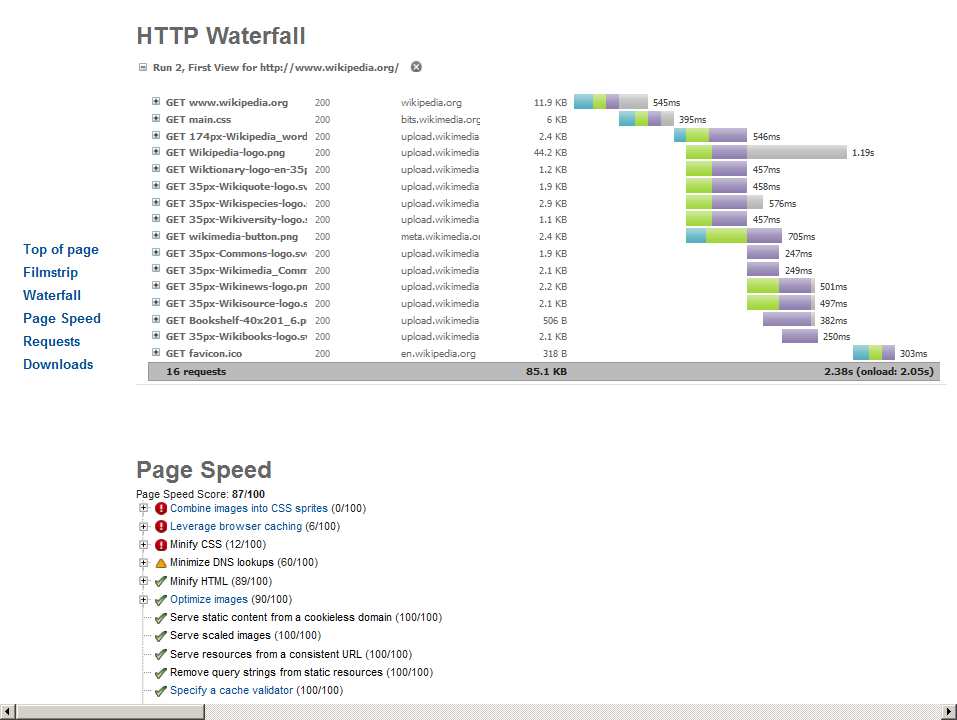 HTTP Waterfall
Run 2, First View for http://www.wikipedia.org/
GET www.wikipedia.org 200 wikipedia.org 11.9 KB 545ms
GET main.css 200 bits.wikimedia.org 6 KB 395ms
GET 174px-Wikipedia_word 200 upload.wikimedia 2.4 KB 546ms
GET Wikipedia-logo.png 200 upload.wikimedia 44.2 KB 1.19s
GET Wiktionary-logo-en-35p 200 upload.wikimedia 1.2 KB 457ms
GET 35px-Wikiquote-logo.sv 200 upload.wikimedia 1.9 KB 458ms
GET 35px-Wikispecies-logo. 200 upload.wikimedia 2.9 KB 576ms
GET 35px-Wikiversity-logo.s 200 upload.wikimedia 1.1 KB 457ms
GET wikimedia-button.png 200 meta.wikimedia.or 2.4 KB 705ms
GET 35px-Commons-logo.svg 200 upload.wikimedia 1.9 KB 247ms
GET 35px-Wikimedia_Comm 200 upload.wikimedia 2.1 KB 249ms
GET 35px-Wikinews-logo.pn 200 upload.wikimedia 2.2 KB 501ms
GET 35px-Wikisource-logo.s 200 upload.wikimedia 2.1 KB 497ms
GET Bookshelf-40x201_6.p 200 upload.wikimedia 506 B 382ms
GET 35px-Wikibooks-logo.sv 200 upload.wikimedia 2.1 KB 250ms
GET favicon.ico 200 en.wikipedia.org 318 B 303ms
16 requests 85.1 KB 2.38s (onload: 2.05s)
Top of page
Filmstrip
Waterfall
Page Speed
Requests
Downloads
Page Speed
Page Speed Score: 87/100
Combine images into CSS sprites (0/100)
Leverage browser caching (6/100)
Minify CSS (12/100)
Minimize DNS lookups (60/100)
Minify HTML (89/100)
Optimize images (90/100)
Serve static content from a cookieless domain (100/100)
Serve scaled images (100/100)
Serve resources from a consistent URL (100/100)
Remove query strings from static resources (100/100)
Specify a cache validator (100/100)